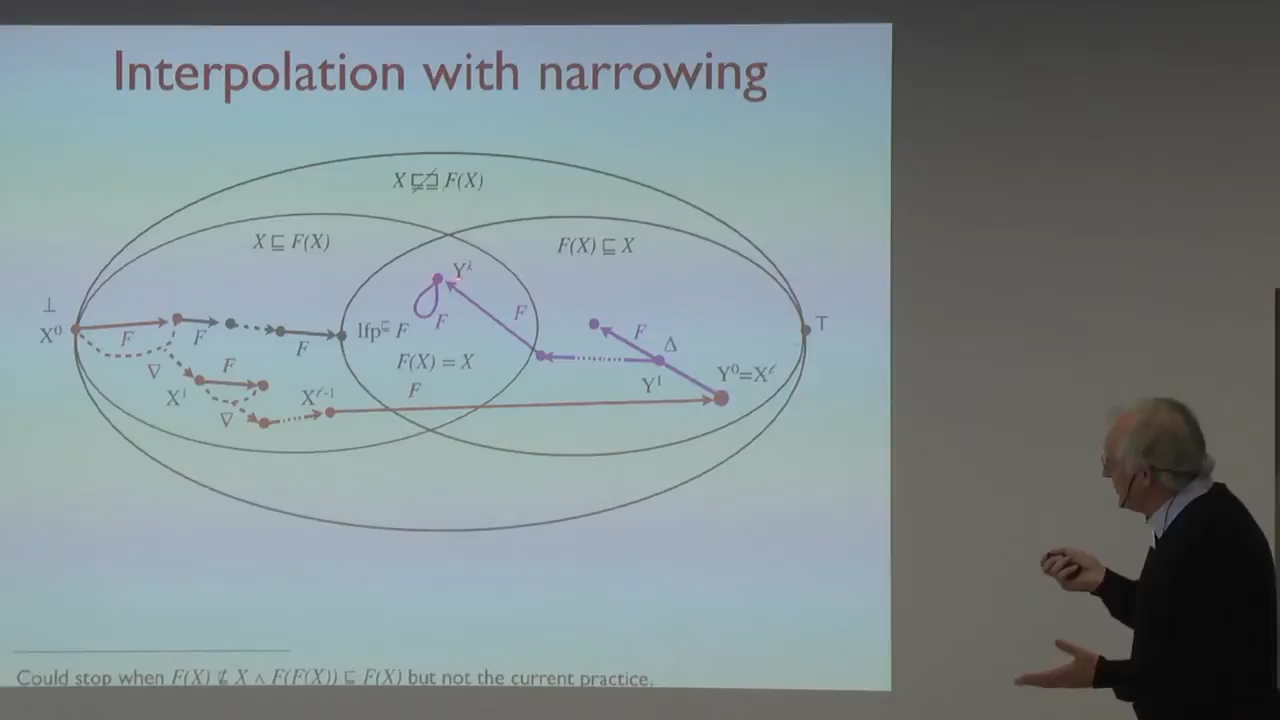 Interpolation with narrowing
X ⋢⋣ F(X)
X ⊑ F(X)
F(X) ⊑ X
⊥
X⁰
F
F
F
∇
X¹
F
∇
Xℓ⁻¹
lfp⊑ F
F(X) = X
F
Yλ
F
F
F
Δ
Y¹
Y⁰=Xℓ
⊤
Could stop when F(X) ⋢ X ∧ F(F(X)) ⊑ F(X) but not the current practice.